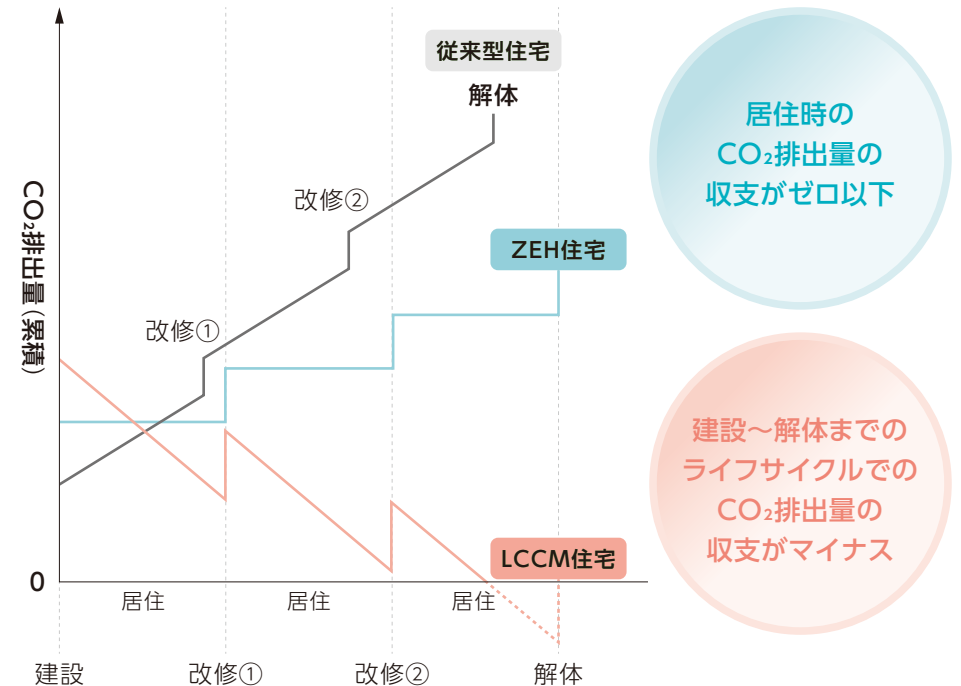 従来型住宅
解体
改修②
ZEH住宅
改修①
CO₂排出量(累積)
LCCM住宅
0
居住
居住
居住
建設
改修①
改修②
解体
居住時の
CO₂排出量の
収支がゼロ以下
建設～解体までの
ライフサイクルでの
CO₂排出量の
収支がマイナス